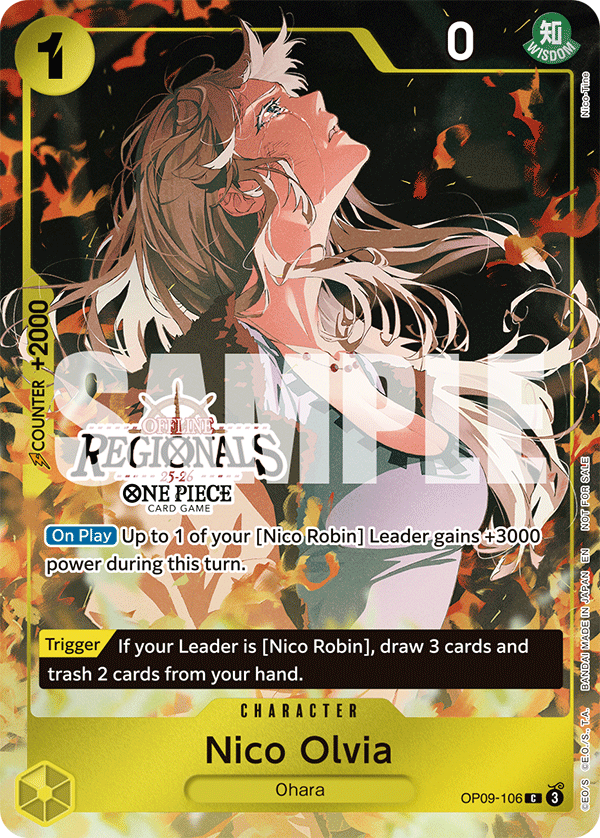 1
0
知
WISDOM
Nico-Tine
COUNTER +2000
SAMPLE
OFFLINE
REGIONALS
25-26
ONE PIECE
CARD GAME
On Play Up to 1 of your [Nico Robin] Leader gains +3000
power during this turn.
Trigger If your Leader is [Nico Robin], draw 3 cards and
trash 2 cards from your hand.
CHARACTER
Nico Olvia
Ohara
OP09-106 C 3
©E.O/S ©E.O./S., T.A. BANDAI MADE IN JAPAN EN NOT FOR SALE